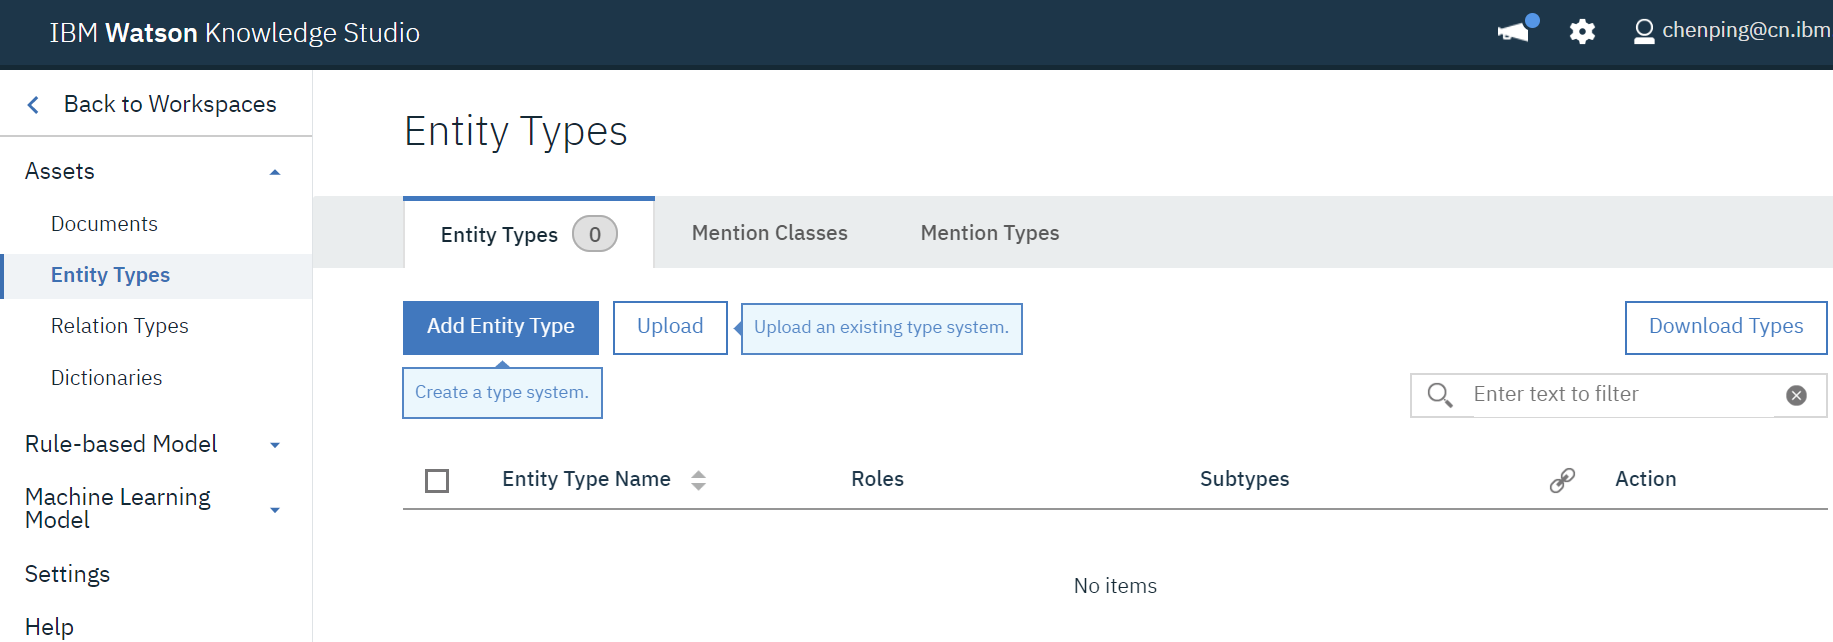 IBM Watson Knowledge Studio
chenping@cn.ibm
Back to Workspaces
Assets
Documents
Entity Types
Relation Types
Dictionaries
Rule-based Model
Machine Learning
Model
Settings
Help
Entity Types
Entity Types 0 Mention Classes Mention Types
Add Entity Type Upload Upload an existing type system. Download Types
Create a type system. Enter text to filter
Entity Type Name Roles Subtypes Action
No items